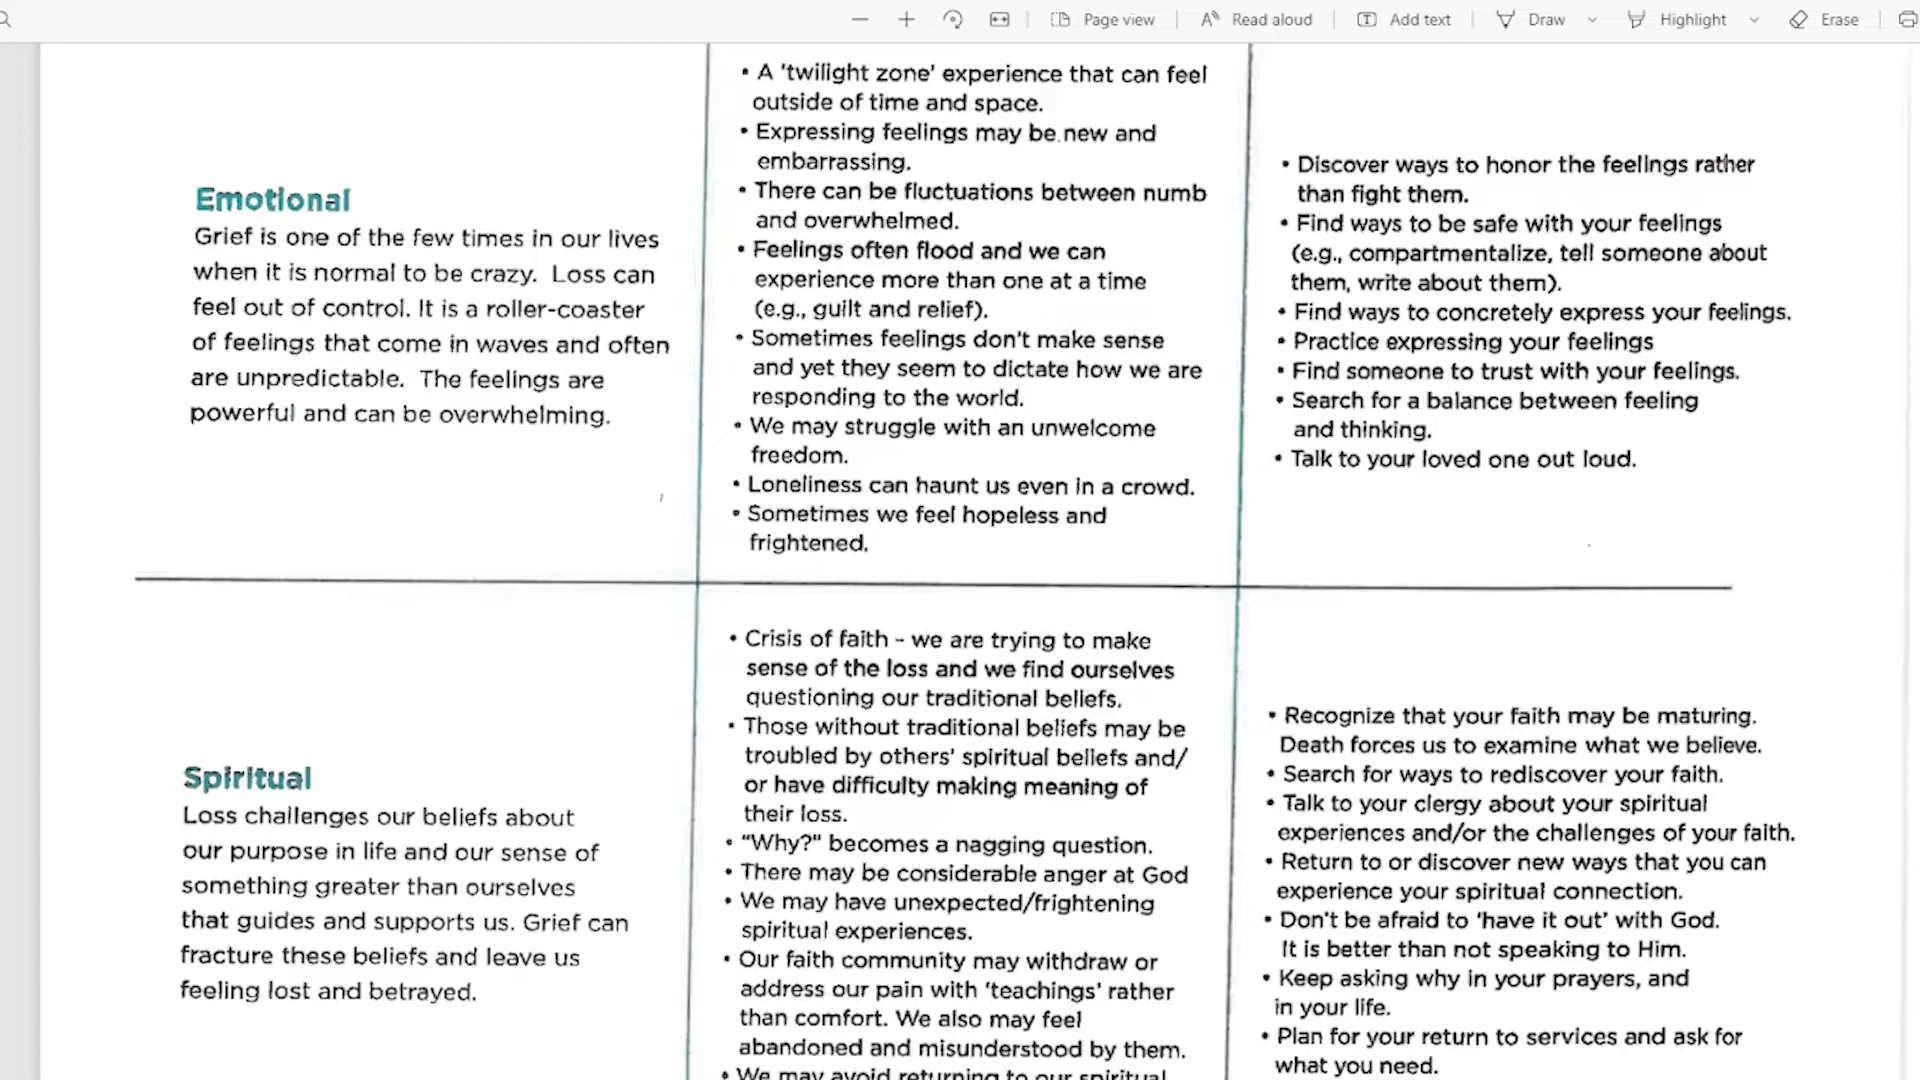 Page view
Read aloud
Add text
Draw
Highlight
Erase
• A 'twilight zone' experience that can feel
outside of time and space.
• Expressing feelings may be new and
embarrassing.
• There can be fluctuations between numb
and overwhelmed.
• Feelings often flood and we can
experience more than one at a time
(e.g., guilt and relief).
• Sometimes feelings don't make sense
and yet they seem to dictate how we are
responding to the world.
• We may struggle with an unwelcome
freedom.
• Loneliness can haunt us even in a crowd.
• Sometimes we feel hopeless and
frightened.
Emotional
Grief is one of the few times in our lives
when it is normal to be crazy. Loss can
feel out of control. It is a roller-coaster
of feelings that come in waves and often
are unpredictable. The feelings are
powerful and can be overwhelming.
• Discover ways to honor the feelings rather
than fight them.
• Find ways to be safe with your feelings
(e.g., compartmentalize, tell someone about
them, write about them).
• Find ways to concretely express your feelings.
• Practice expressing your feelings
• Find someone to trust with your feelings.
• Search for a balance between feeling
and thinking.
• Talk to your loved one out loud.
Spiritual
Loss challenges our beliefs about
our purpose in life and our sense of
something greater than ourselves
that guides and supports us. Grief can
fracture these beliefs and leave us
feeling lost and betrayed.
• Crisis of faith - we are trying to make
sense of the loss and we find ourselves
questioning our traditional beliefs.
• Those without traditional beliefs may be
troubled by others' spiritual beliefs and/
or have difficulty making meaning of
their loss.
• "Why?" becomes a nagging question.
• There may be considerable anger at God
• We may have unexpected/frightening
spiritual experiences.
• Our faith community may withdraw or
address our pain with 'teachings' rather
than comfort. We also may feel
abandoned and misunderstood by them.
• We may avoid returning to our spiritual
• Recognize that your faith may be maturing.
Death forces us to examine what we believe.
• Search for ways to rediscover your faith.
• Talk to your clergy about your spiritual
experiences and/or the challenges of your faith.
• Return to or discover new ways that you can
experience your spiritual connection.
• Don't be afraid to 'have it out' with God.
It is better than not speaking to Him.
• Keep asking why in your prayers, and
in your life.
• Plan for your return to services and ask for
what you need.